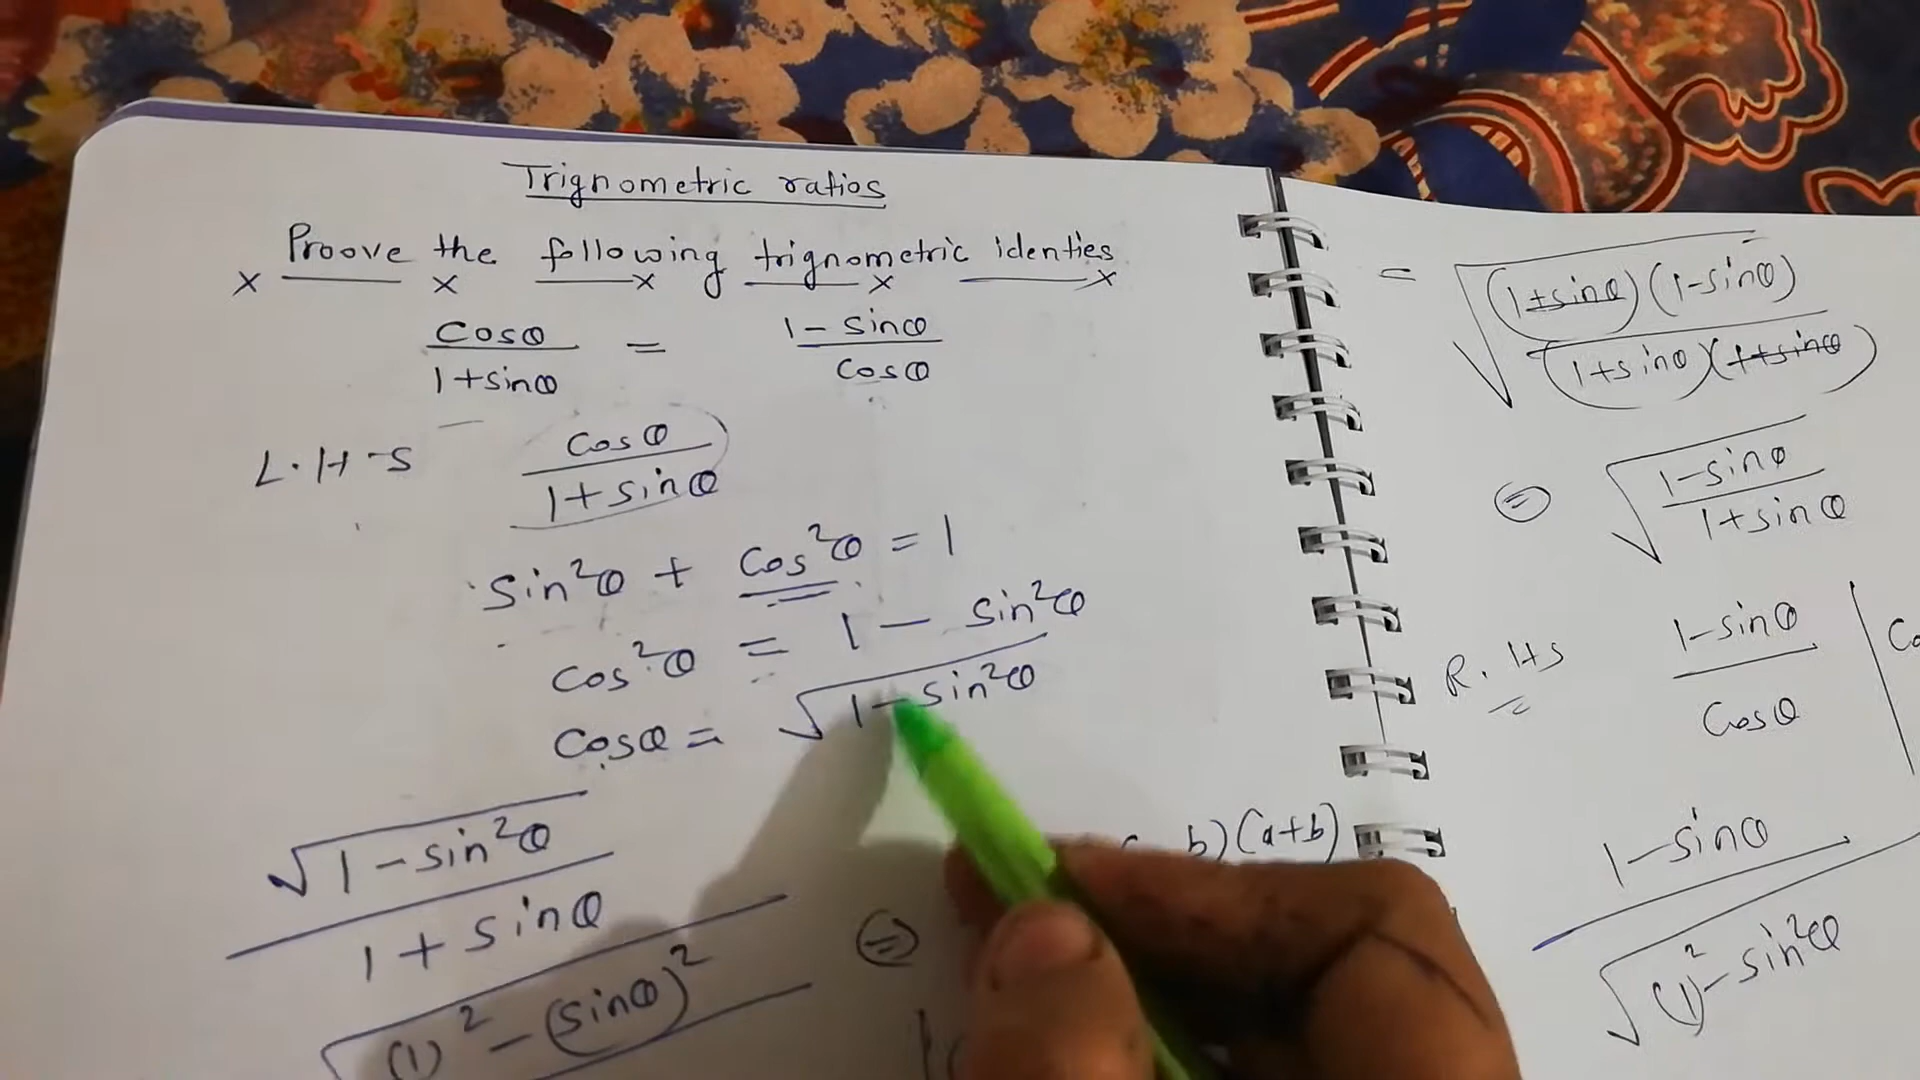 Trignometric ratios
Proove the following trignometric identies
cosθ / 1+sinθ = 1-sinθ / cosθ
L.H.S cosθ / 1+sinθ
sin²θ + cos²θ = 1
cos²θ = 1 - sin²θ
cosθ = √1-sin²θ
√1-sin²θ / 1+sinθ
√(1)² - (sinθ)²
b)(a+b)
= √(1+sinθ)(1-sinθ) / (1+sinθ)(1+sinθ)
⇒ √1-sinθ / 1+sinθ
R.HS 1-sinθ / cosθ
1-sinθ / √(1)²-sin²θ